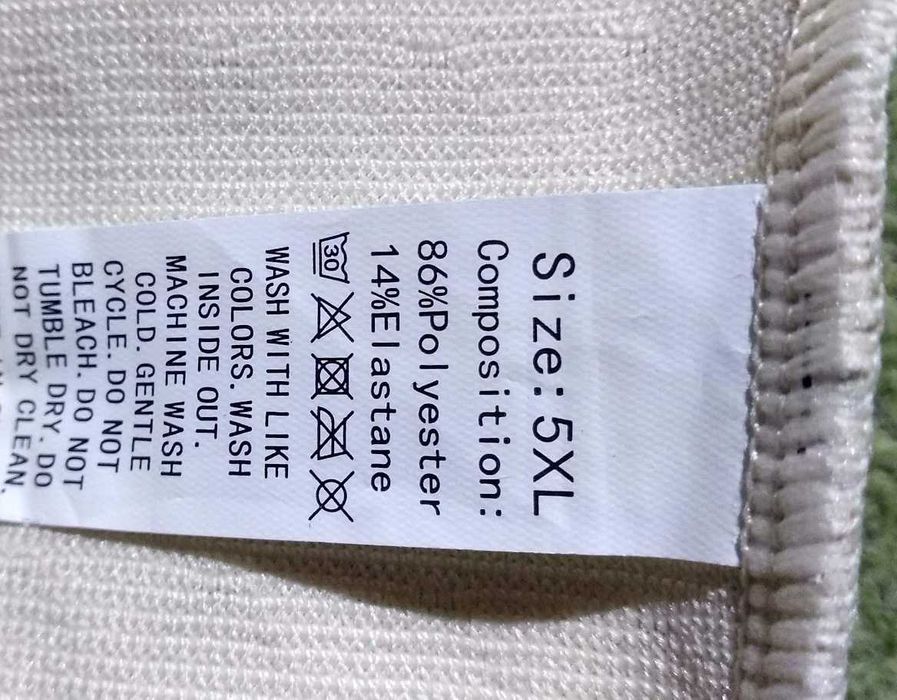 Size:5XL
Composition:
86%Polyester
14%Elastane
30
WASH WITH LIKE
COLORS. WASH
INSIDE OUT.
MACHINE WASH
COLD. GENTLE
CYCLE. DO NOT
BLEACH. DO NOT
TUMBLE DRY. DO
NOT DRY CLEAN.